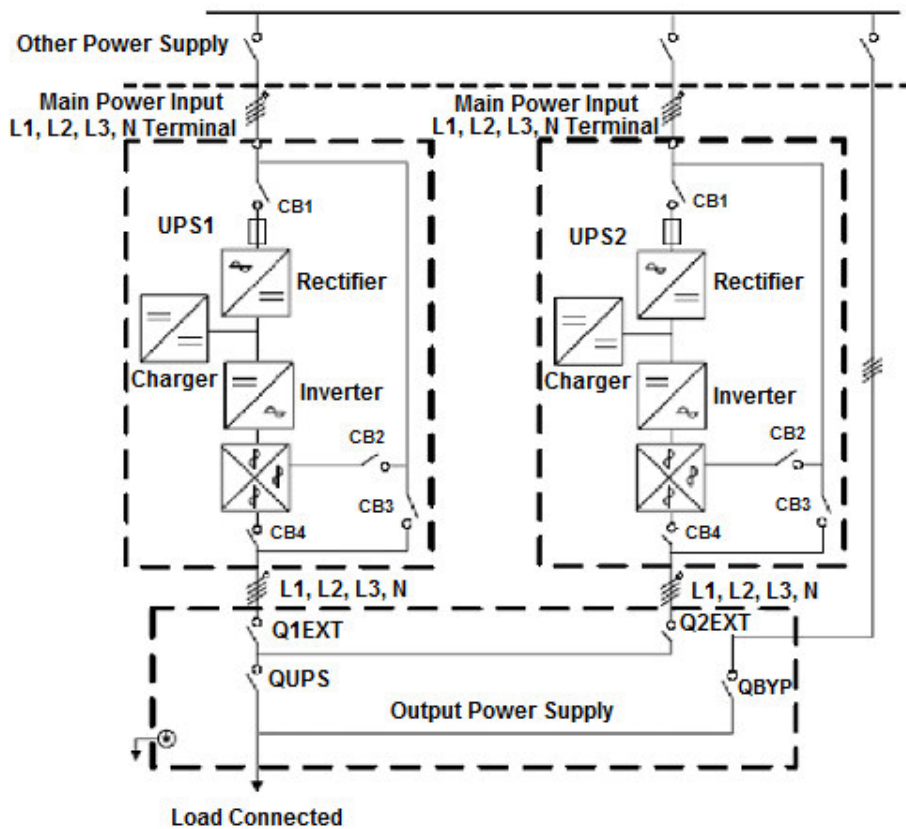 Other Power Supply
Main Power Input
L1, L2, L3, N Terminal
Main Power Input
L1, L2, L3, N Terminal
CB1
UPS1
Rectifier
Charger
Inverter
CB2
CB3
CB4
CB1
UPS2
Rectifier
Charger
Inverter
CB2
CB3
CB4
L1, L2, L3, N
L1, L2, L3, N
Q1EXT
Q2EXT
QUPS
QBYP
Output Power Supply
Load Connected